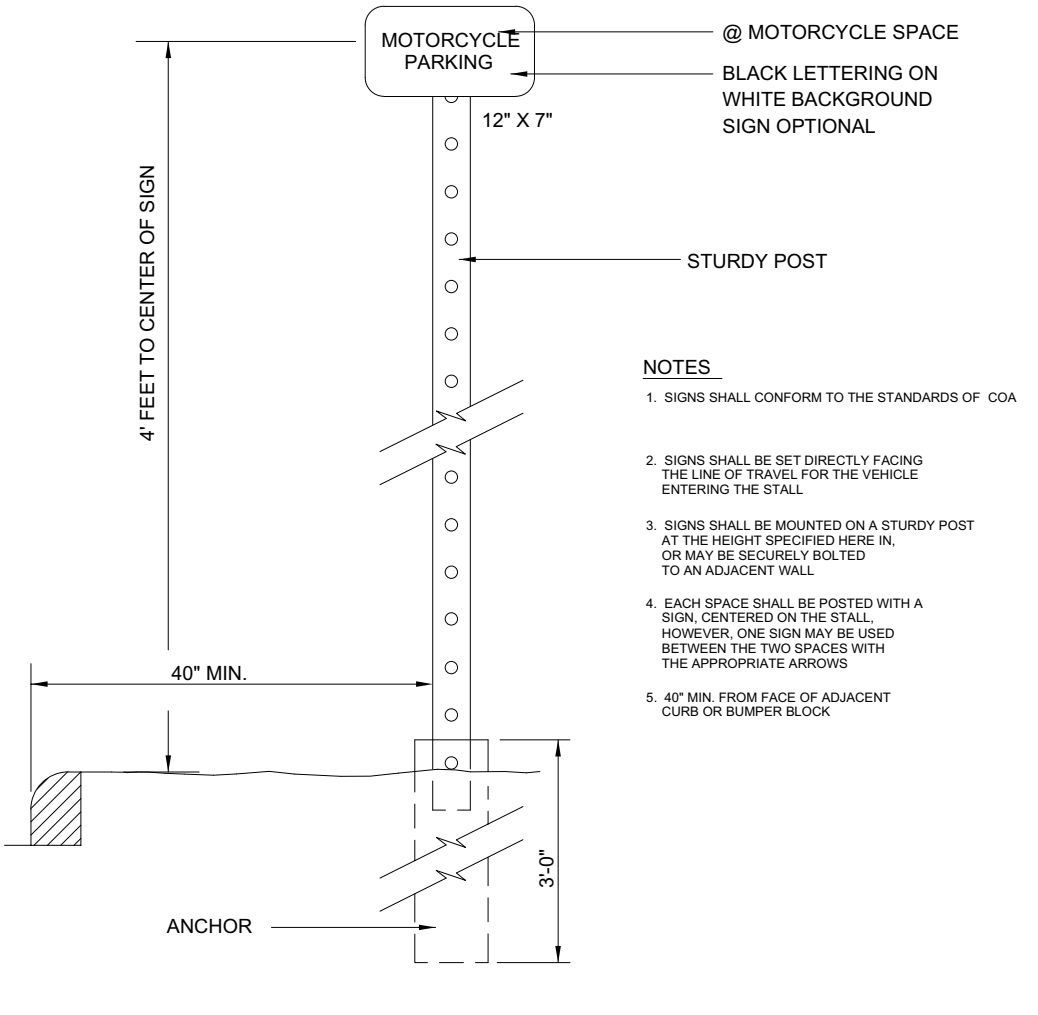 MOTORCYCLE
PARKING
@ MOTORCYCLE SPACE
BLACK LETTERING ON
WHITE BACKGROUND
SIGN OPTIONAL
12" X 7"
4' FEET TO CENTER OF SIGN
STURDY POST
NOTES
1. SIGNS SHALL CONFORM TO THE STANDARDS OF COA
2. SIGNS SHALL BE SET DIRECTLY FACING
THE LINE OF TRAVEL FOR THE VEHICLE
ENTERING THE STALL
3. SIGNS SHALL BE MOUNTED ON A STURDY POST
AT THE HEIGHT SPECIFIED HERE IN,
OR MAY BE SECURELY BOLTED
TO AN ADJACENT WALL
4. EACH SPACE SHALL BE POSTED WITH A
SIGN, CENTERED ON THE STALL,
HOWEVER, ONE SIGN MAY BE USED
BETWEEN THE TWO SPACES WITH
THE APPROPRIATE ARROWS
5. 40" MIN. FROM FACE OF ADJACENT
CURB OR BUMPER BLOCK
40" MIN.
3'-0"
ANCHOR